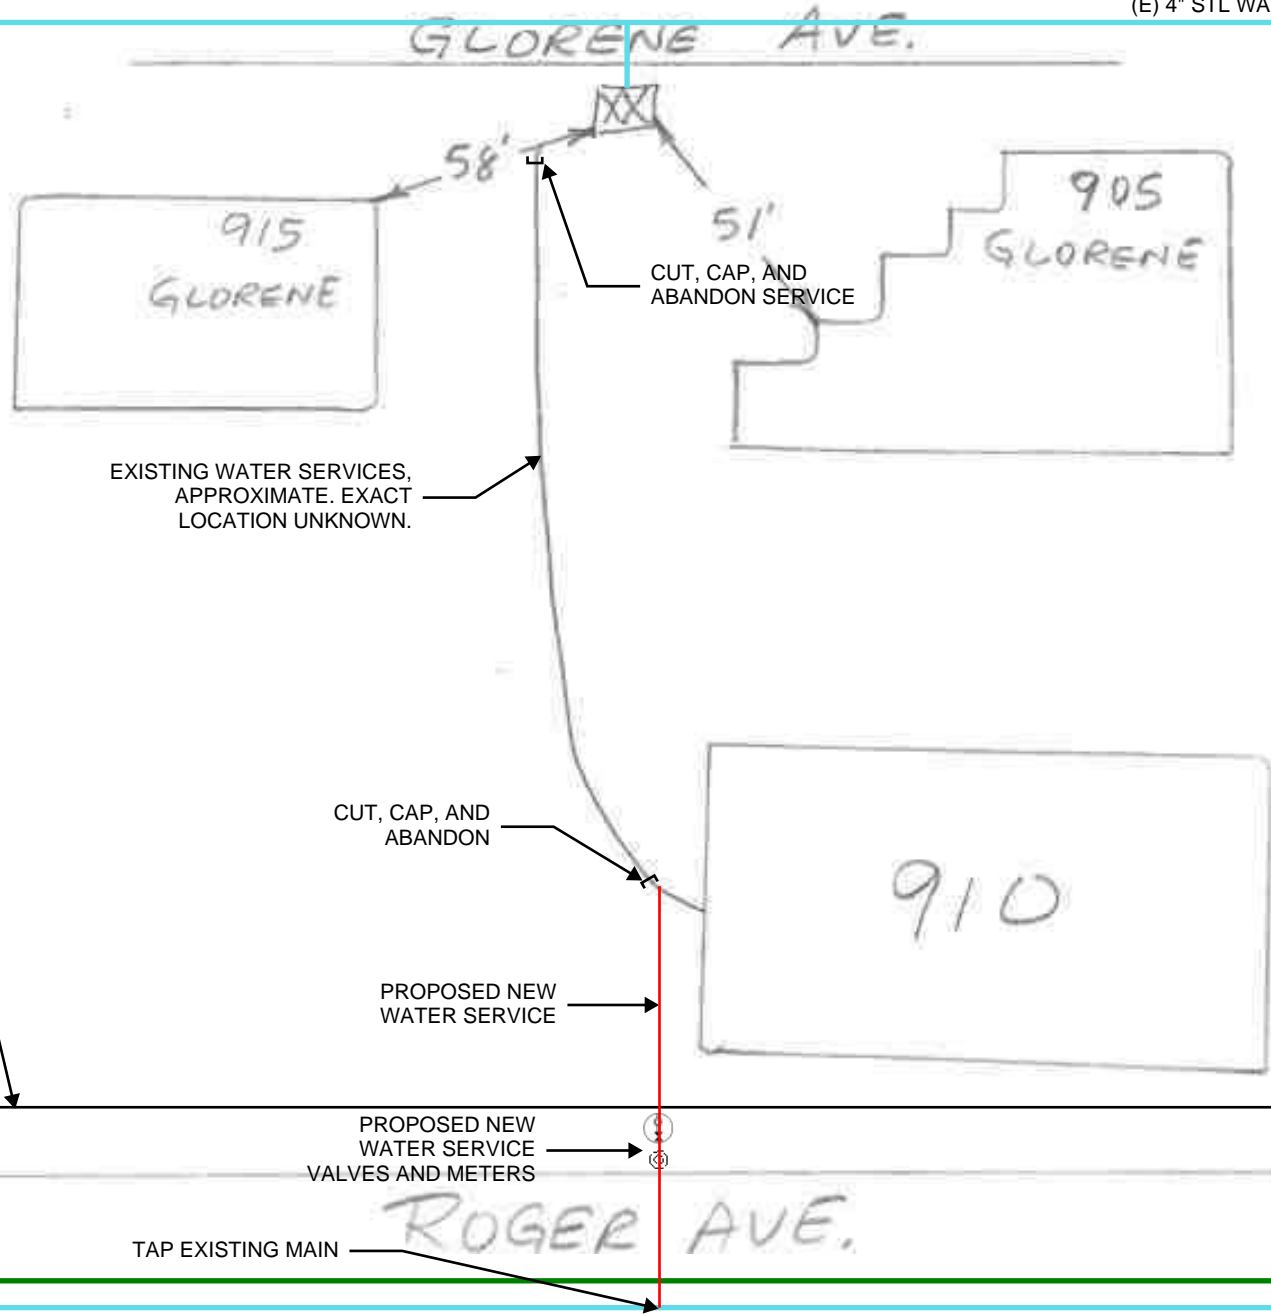 (E) 4" STL WA
GLORENE AVE.
58'
51'
915
GLORENE
905
GLORENE
CUT, CAP, AND
ABANDON SERVICE
EXISTING WATER SERVICES,
APPROXIMATE. EXACT
LOCATION UNKNOWN.
CUT, CAP, AND
ABANDON
910
PROPOSED NEW
WATER SERVICE
PROPOSED NEW
WATER SERVICE
VALVES AND METERS
ROGER AVE.
TAP EXISTING MAIN